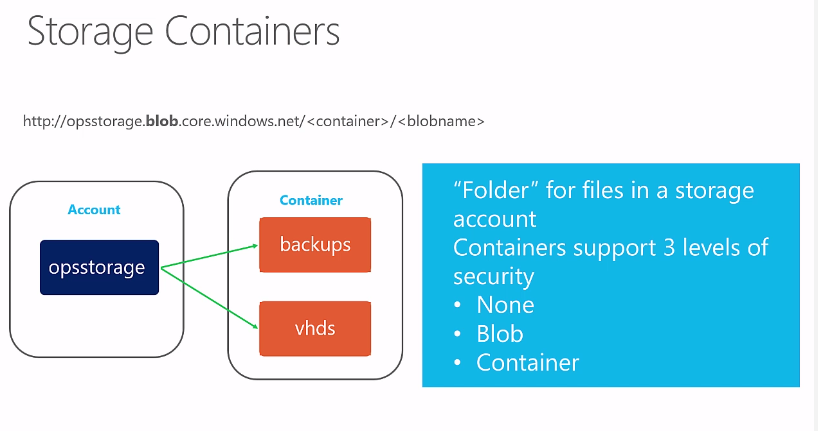 Storage Containers
http://opsstorage.blob.core.windows.net/<container>/<blobname>
Account
opsstorage
Container
backups
vhds
“Folder” for files in a storage
account
Containers support 3 levels of
security
• None
• Blob
• Container